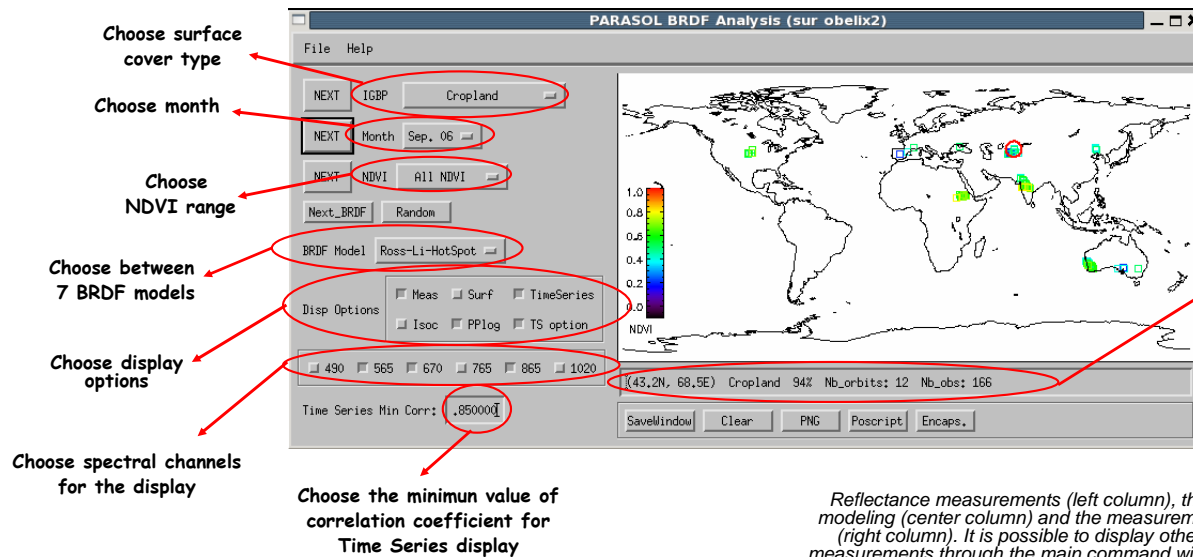 PARASOL BRDF Analysis (sur obelix2)
File Help
Choose surface
cover type
NEXT IGBP Cropland
Choose month
NEXT Month Sep. 06
Choose
NDVI range
NEXT NDVI All NDVI
Next_BRDF Random
Choose between
7 BRDF models
BRDF Model Ross-Li-HotSpot
Disp Options
Meas Surf TimeSeries
Isoc PPlog TS option
Choose display
options
490 565 670 765 865 1020
Time Series Min Corr: .850000
Choose spectral channels
for the display
Choose the minimun value of
correlation coefficient for
Time Series display
1.0
0.8
0.6
0.4
0.2
0.0
NDVI
(43.2N, 68.5E) Cropland 94% Nb_orbits: 12 Nb_obs: 166
SaveWindow Clear PNG Poscript Encaps.
Reflectance measurements (left column), th
modeling (center column) and the measurem
(right column). It is possible to display othe
measurements through the main command wi